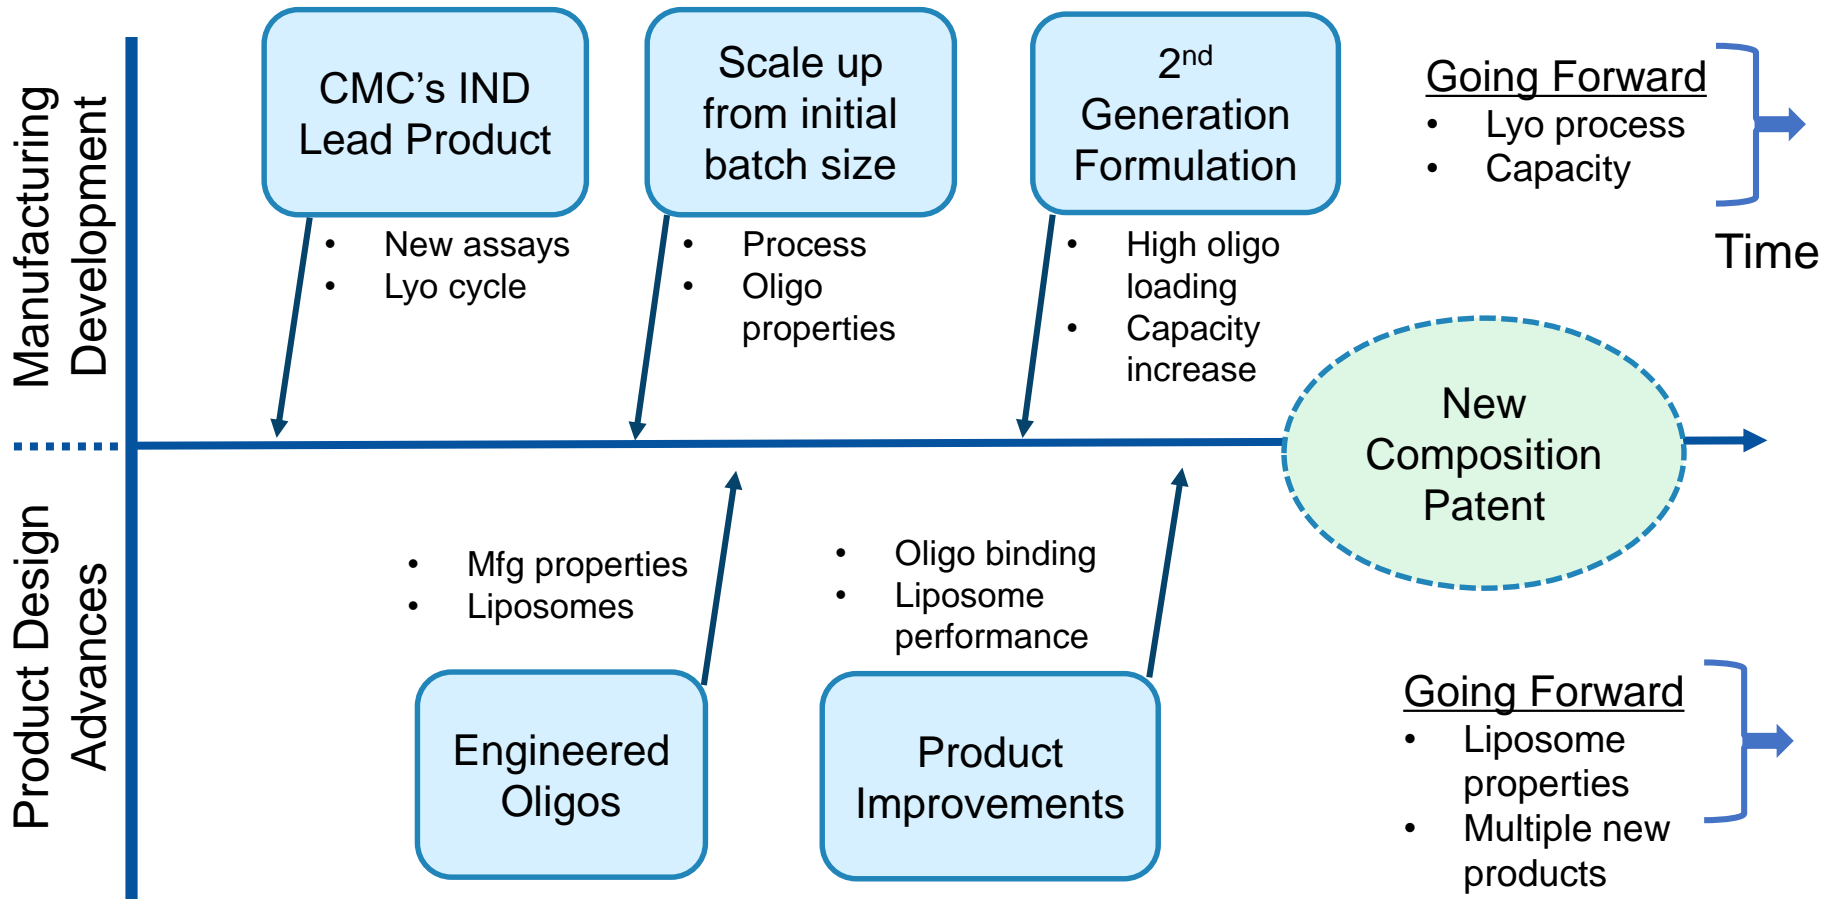 Manufacturing
Development
CMC's IND
Lead Product
• New assays
• Lyo cycle
Scale up
from initial
batch size
• Process
• Oligo
properties
2nd
Generation
Formulation
• High oligo
loading
• Capacity
increase
Going Forward
• Lyo process
• Capacity
Time
New
Composition
Patent
Product Design
Advances
• Mfg properties
• Liposomes
Engineered
Oligos
• Oligo binding
• Liposome
performance
Product
Improvements
Going Forward
• Liposome
properties
• Multiple new
products